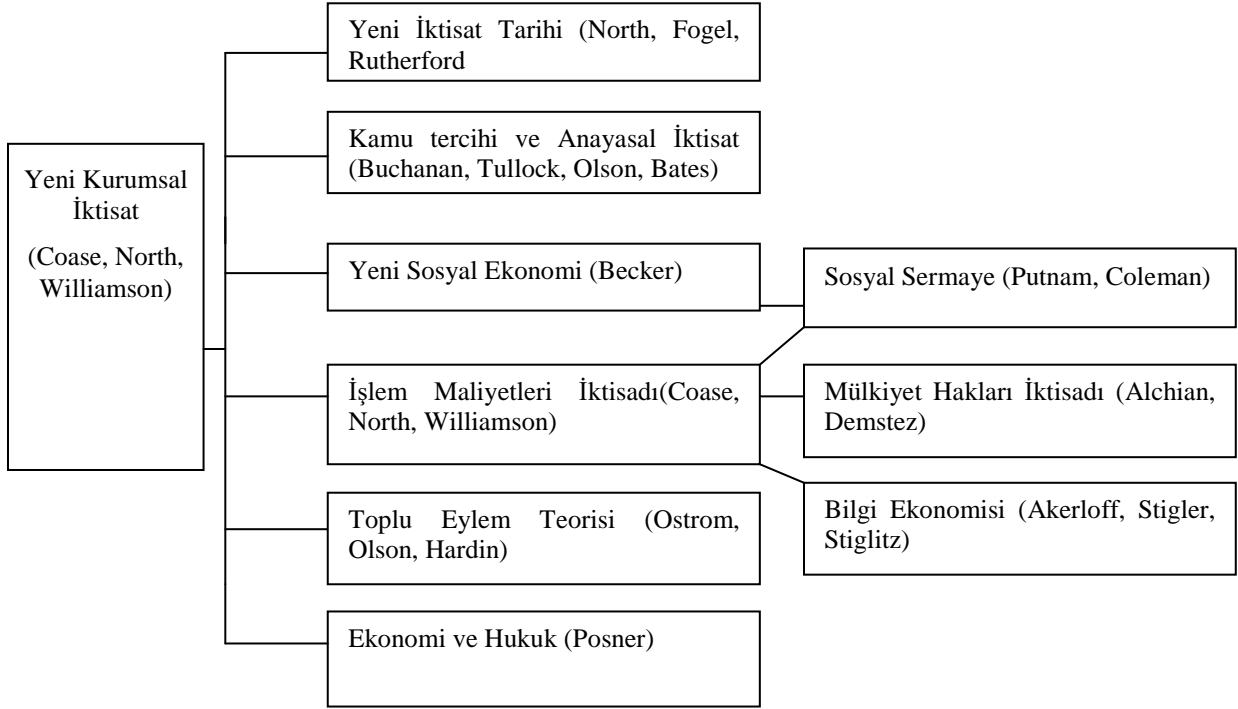 Yeni İktisat Tarihi (North, Fogel,
Rutherford
Kamu tercihi ve Anayasal İktisat
(Buchanan, Tullock, Olson, Bates)
Yeni Kurumsal
İktisat
(Coase, North,
Williamson)
Yeni Sosyal Ekonomi (Becker)
Sosyal Sermaye (Putnam, Coleman)
İşlem Maliyetleri İktisadı(Coase,
North, Williamson)
Mülkiyet Hakları İktisadı (Alchian,
Demstez)
Toplu Eylem Teorisi (Ostrom,
Olson, Hardin)
Bilgi Ekonomisi (Akerloff, Stigler,
Stiglitz)
Ekonomi ve Hukuk (Posner)